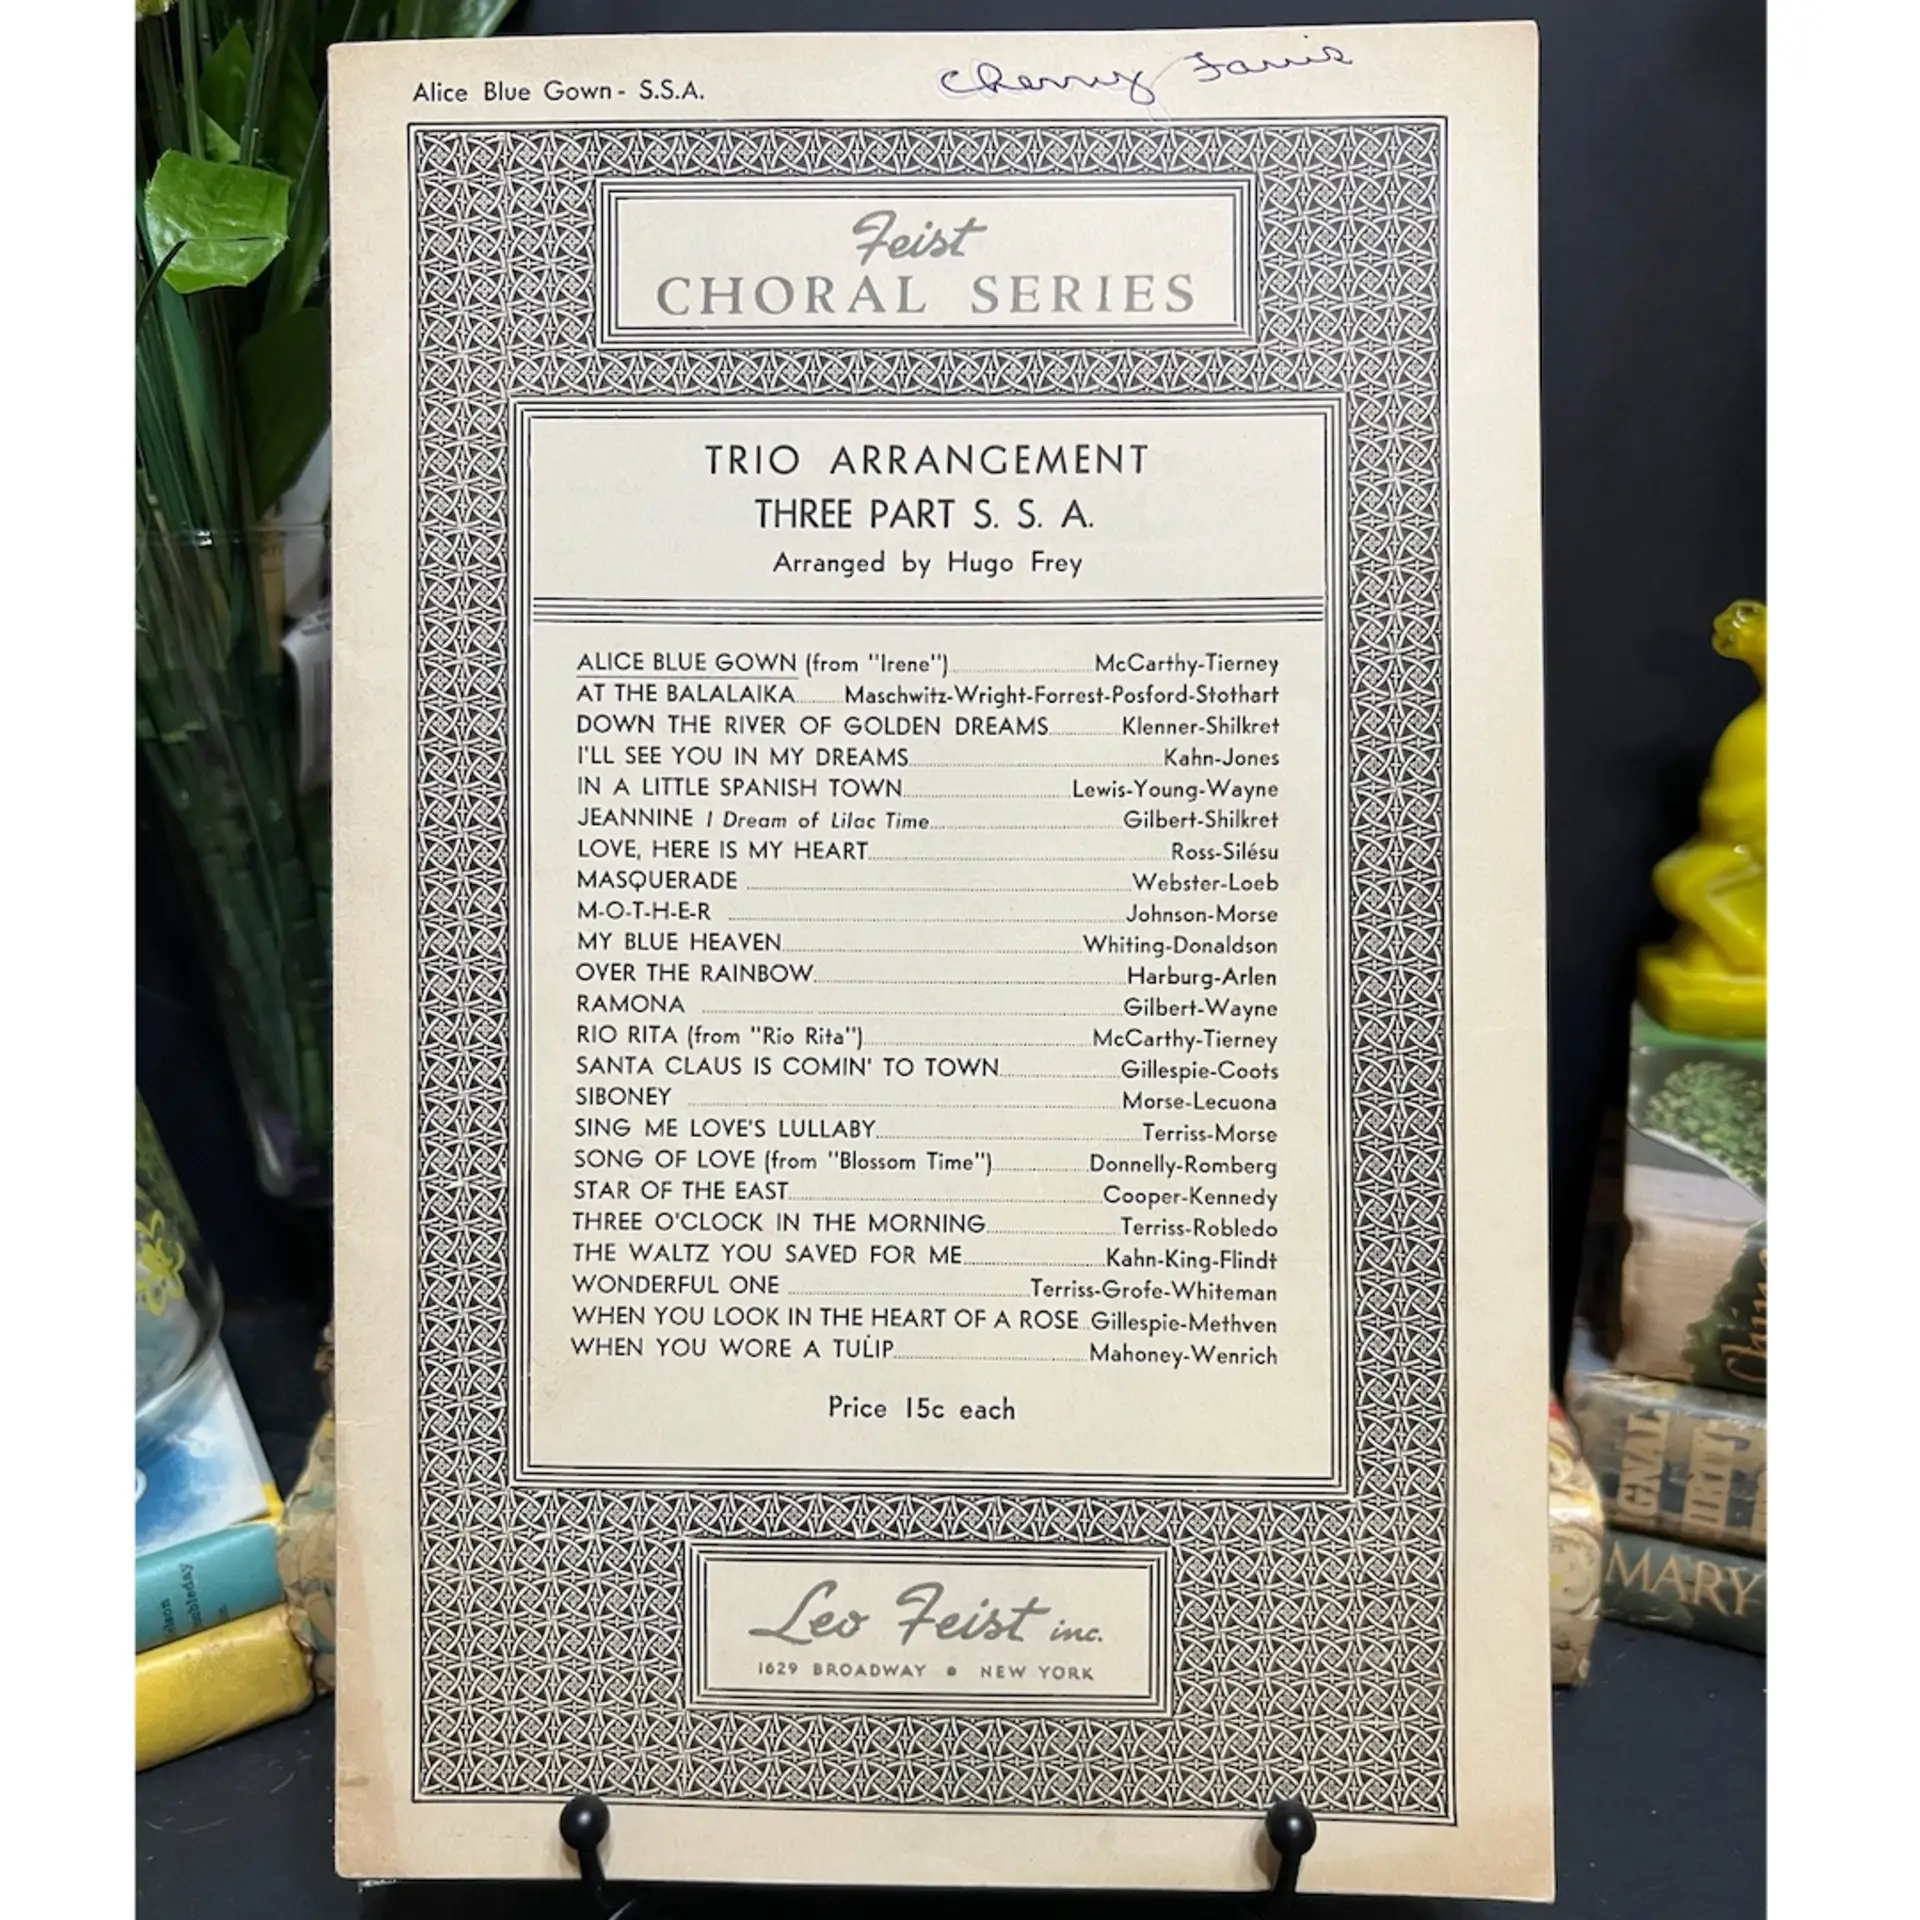 Alice Blue Gown - S.S.A.
Cherry Farris
Feist
CHORAL SERIES
TRIO ARRANGEMENT
THREE PART S. S. A.
Arranged by Hugo Frey
ALICE BLUE GOWN (from "Irene") McCarthy-Tierney
AT THE BALALAIKA Maschwitz-Wright-Forrest-Posford-Stothart
DOWN THE RIVER OF GOLDEN DREAMS Klenner-Shilkret
I'LL SEE YOU IN MY DREAMS Kahn-Jones
IN A LITTLE SPANISH TOWN Lewis-Young-Wayne
JEANNINE I Dream of Lilac Time Gilbert-Shilkret
LOVE, HERE IS MY HEART Ross-Silésu
MASQUERADE Webster-Loeb
M-O-T-H-E-R Johnson-Morse
MY BLUE HEAVEN Whiting-Donaldson
OVER THE RAINBOW Harburg-Arlen
RAMONA Gilbert-Wayne
RIO RITA (from "Rio Rita") McCarthy-Tierney
SANTA CLAUS IS COMIN' TO TOWN Gillespie-Coots
SIBONEY Morse-Lecuona
SING ME LOVE'S LULLABY Terriss-Morse
SONG OF LOVE (from "Blossom Time") Donnelly-Romberg
STAR OF THE EAST Cooper-Kennedy
THREE O'CLOCK IN THE MORNING Terriss-Robledo
THE WALTZ YOU SAVED FOR ME Kahn-King-Flindt
WONDERFUL ONE Terriss-Grofe-Whiteman
WHEN YOU LOOK IN THE HEART OF A ROSE Gillespie-Methven
WHEN YOU WORE A TULIP Mahoney-Wenrich
Price 15c each
Leo Feist inc.
1629 BROADWAY • NEW YORK
MARY